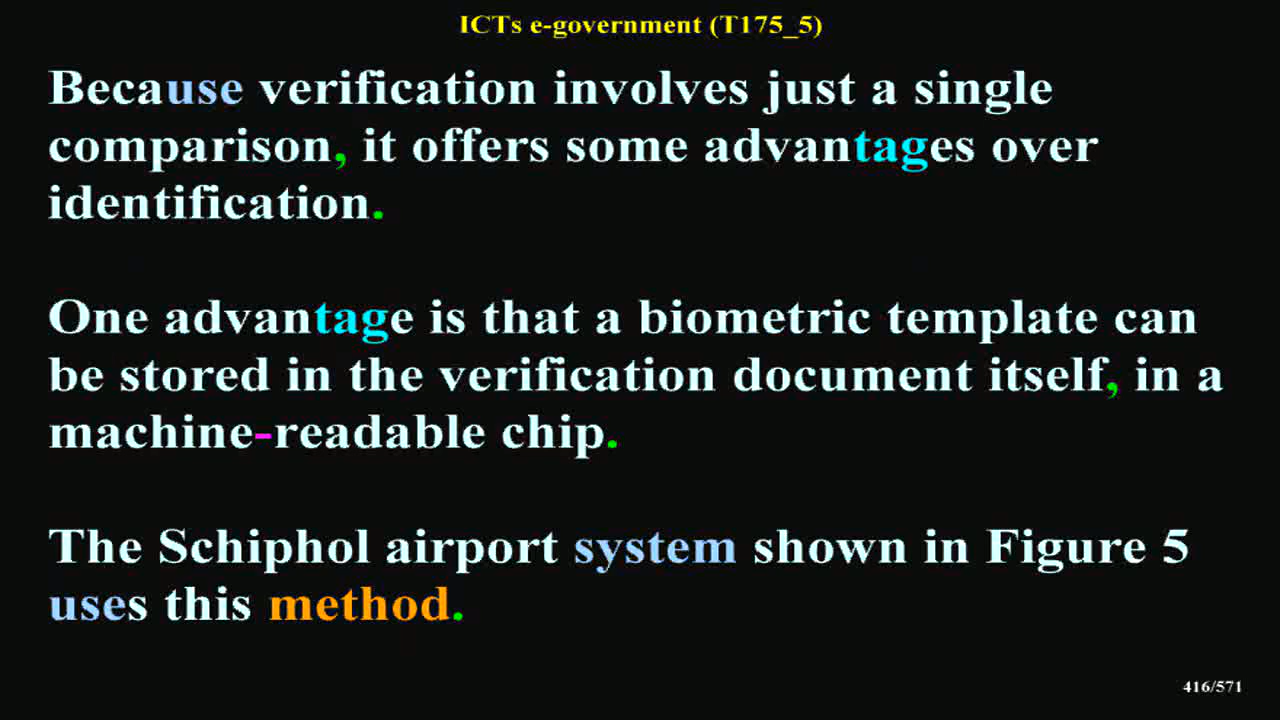 ICTs e-government (T175_5)
Because verification involves just a single
comparison, it offers some advantages over
identification.
One advantage is that a biometric template can
be stored in the verification document itself, in a
machine-readable chip.
The Schiphol airport system shown in Figure 5
uses this method.
416/571